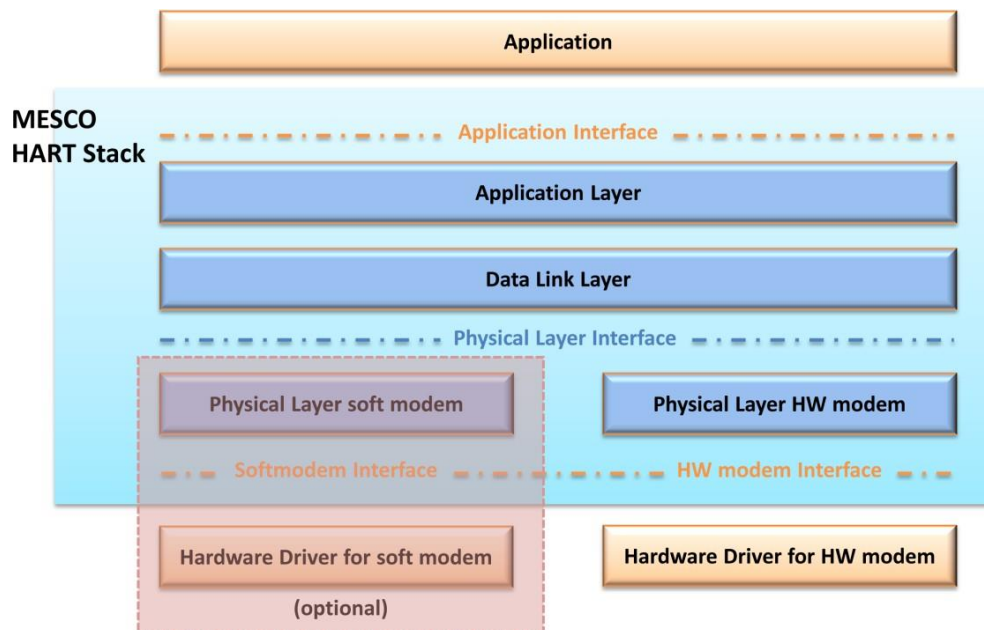 Application
MESCO
HART Stack
Application Interface
Application Layer
Data Link Layer
Physical Layer Interface
Physical Layer soft modem
Physical Layer HW modem
Softmodem Interface
HW modem Interface
Hardware Driver for soft modem
Hardware Driver for HW modem
(optional)